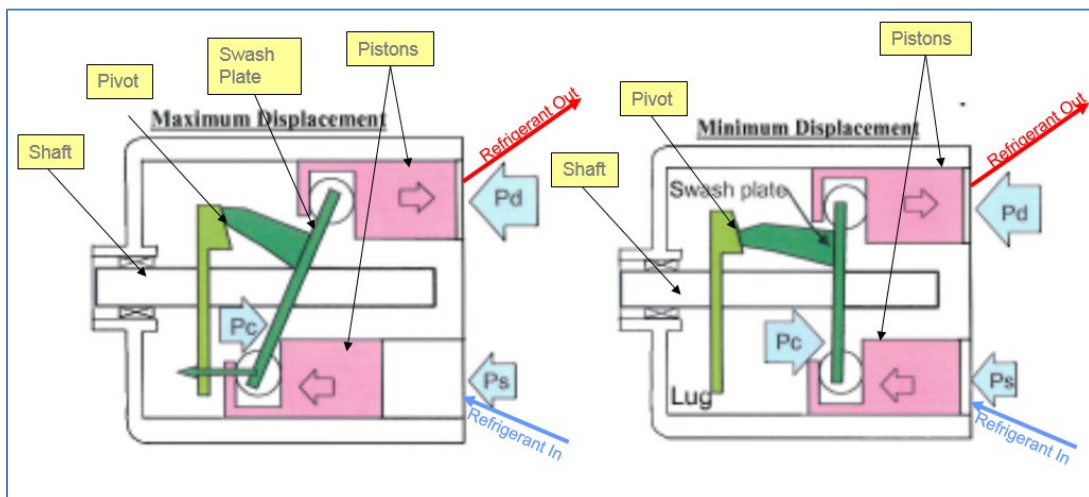 Pistons
Swash
Plate
Pivot
Maximum Displacement
Refrigerant Out
Shaft
Pd
Pc
Ps
Refrigerant In
Pistons
Pivot
Minimum Displacement
Refrigerant Out
Shaft
Swash plate
Pd
Pc
Ps
Lug
Refrigerant In